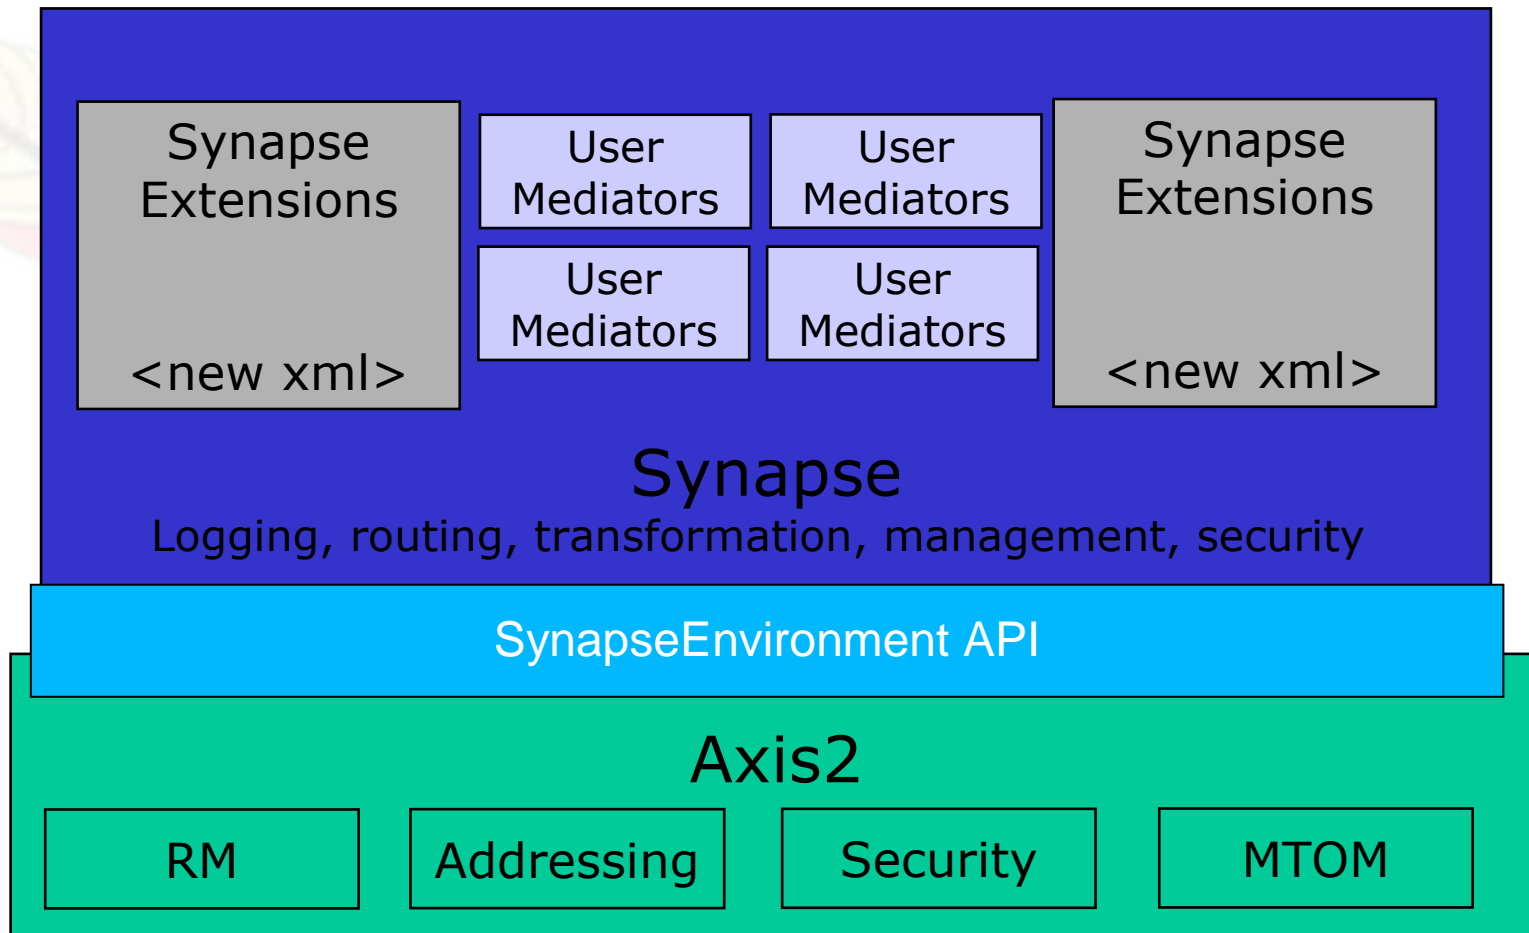 Synapse
Extensions
<new xml>
User
Mediators
User
Mediators
User
Mediators
User
Mediators
Synapse
Extensions
<new xml>
Synapse
Logging, routing, transformation, management, security
SynapseEnvironment API
Axis2
RM
Addressing
Security
MTOM